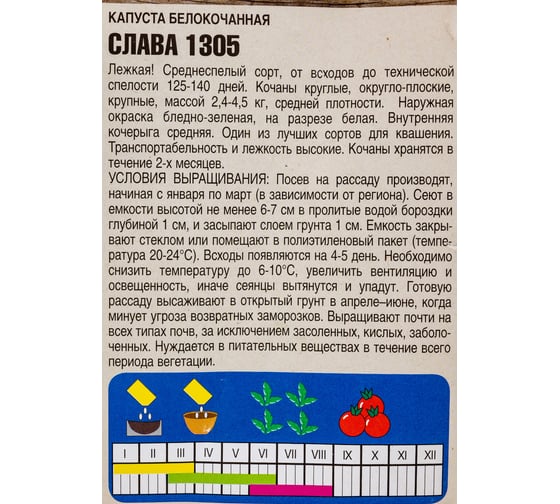 КАПУСТА БЕЛОКОЧАННАЯ
СЛАВА 1305
Лежкая! Среднеспелый сорт, от всходов до технической
спелости 125-140 дней. Кочаны круглые, округло-плоские,
крупные, массой 2,4-4,5 кг, средней плотности. Наружная
окраска бледно-зеленая, на разрезе белая. Внутренняя
кочерыга средняя. Один из лучших сортов для квашения.
Транспортабельность и лежкость высокие. Кочаны хранятся в
течение 2-х месяцев.
УСЛОВИЯ ВЫРАЩИВАНИЯ: Посев на рассаду производят,
начиная с января по март (в зависимости от региона). Сеют в
емкости высотой не менее 6-7 см в пролитые водой бороздки
глубиной 1 см, и засыпают слоем грунта 1 см. Емкость закры-
вают стеклом или помещают в полиэтиленовый пакет (темпе-
ратура 20-24°С). Всходы появляются на 4-5 день. Необходимо
снизить температуру до 6-10°С, увеличить вентиляцию и
освещенность, иначе сеянцы вытянутся и упадут. Готовую
рассаду высаживают в открытый грунт в апреле–июне, когда
минует угроза возвратных заморозков. Выращивают почти на
всех типах почв, за исключением засоленных, кислых, заболо-
ченных. Нуждается в питательных веществах в течение всего
периода вегетации.
I II III IV V VI VII VIII IX X XI XII